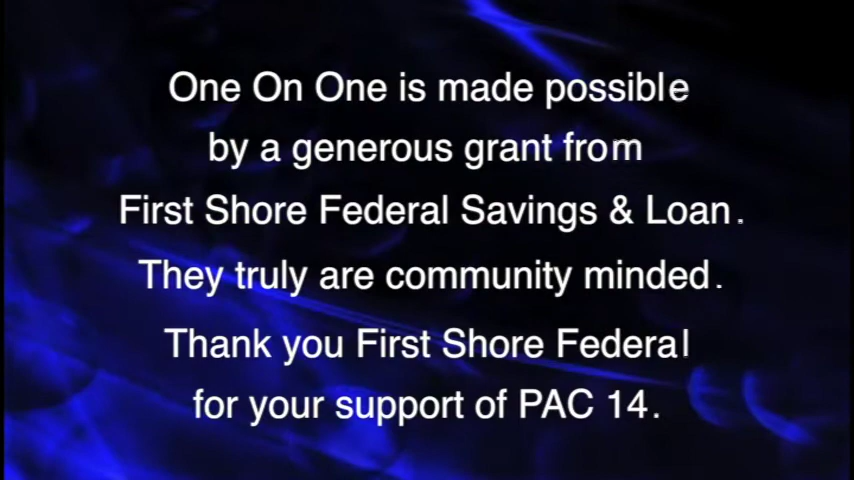 One On One is made possible
by a generous grant from
First Shore Federal Savings & Loan.
They truly are community minded.
Thank you First Shore Federal
for your support of PAC 14.